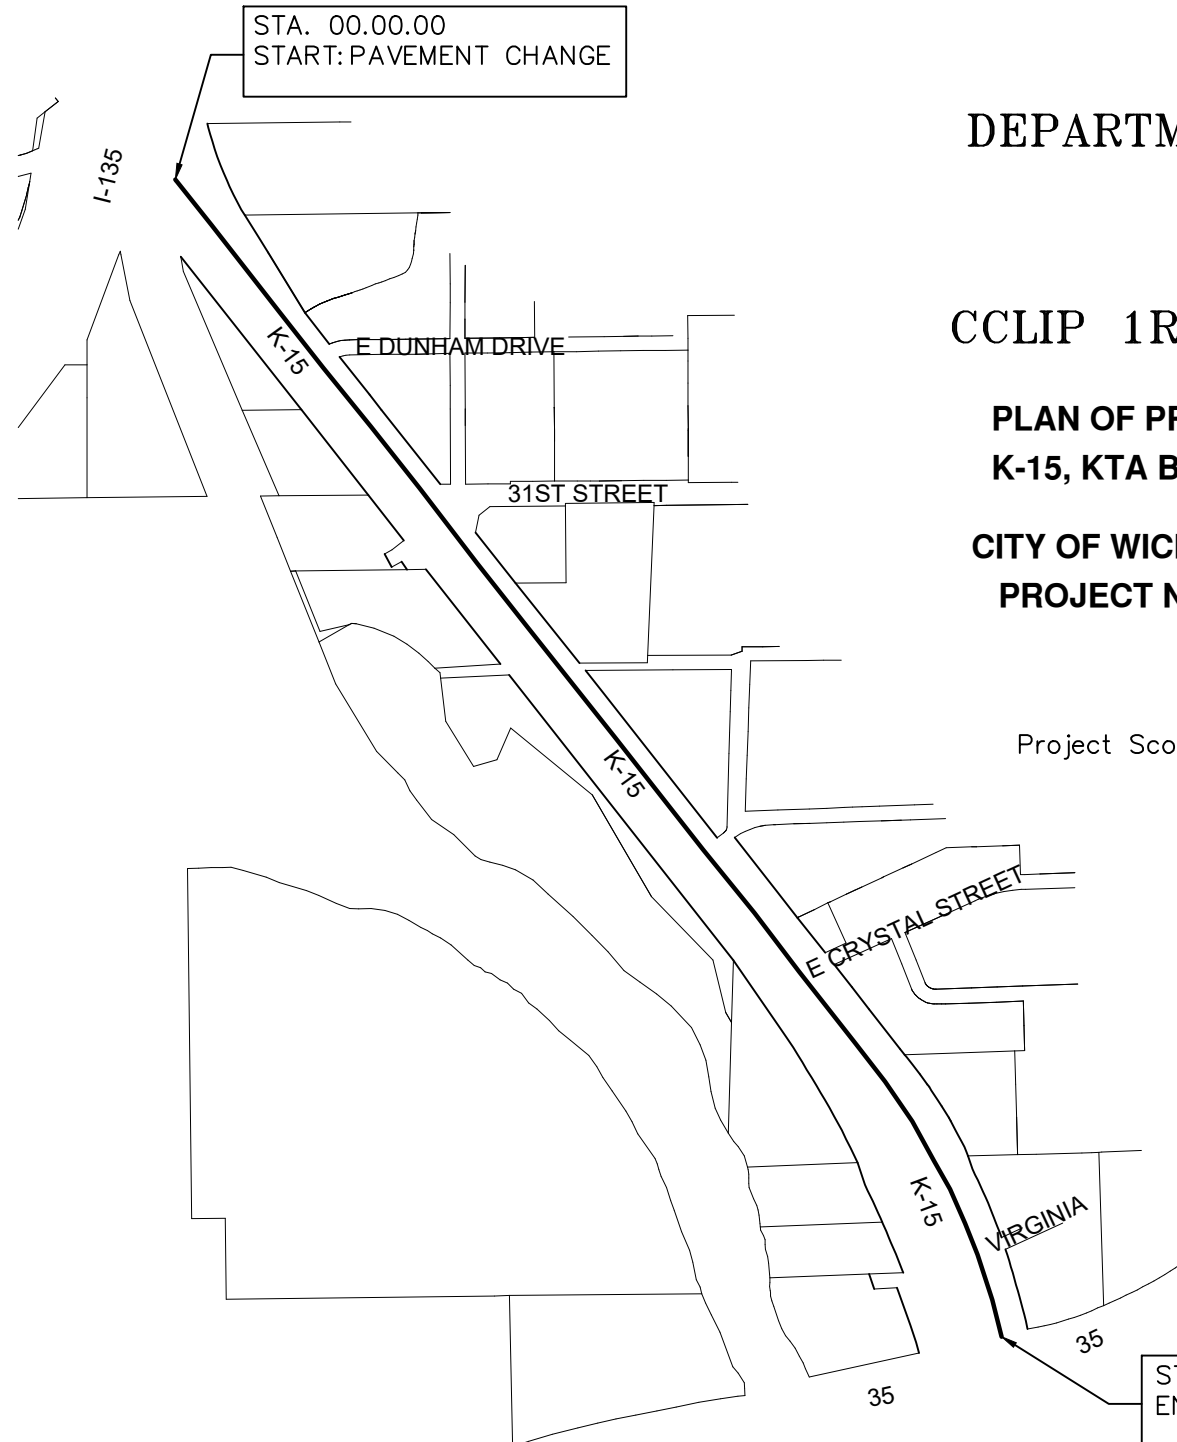 STA. 00.00.00
START: PAVEMENT CHANGE
DEPARTM
I-135
CCLIP 1R
K-15
E DUNHAM DRIVE
PLAN OF PR
K-15, KTA B
31ST STREET
CITY OF WICH
PROJECT N
Project Sco
K-15
E CRYSTAL STREET
K-15
VIRGINIA
35
35
ST
EN